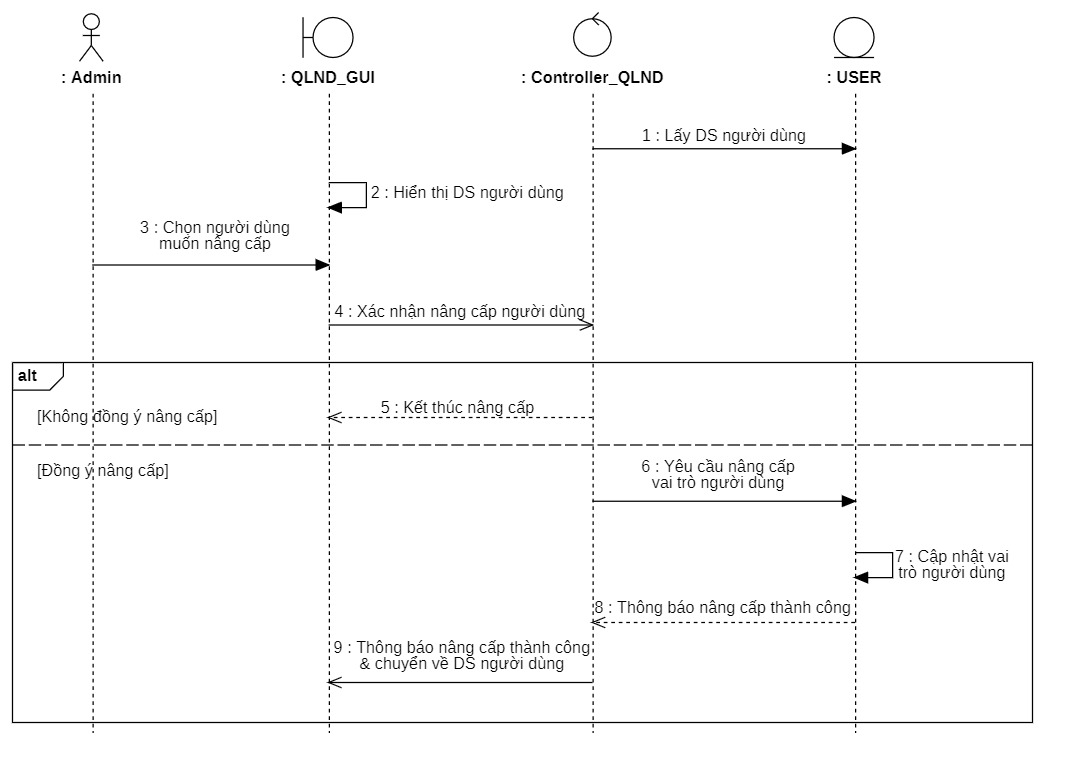 : Admin
: QLND_GUI
: Controller_QLND
: USER
1 : Lấy DS người dùng
2 : Hiển thị DS người dùng
3 : Chọn người dùng
muốn nâng cấp
4 : Xác nhận nâng cấp người dùng
alt
5 : Kết thúc nâng cấp
[Không đồng ý nâng cấp]
[Đồng ý nâng cấp]
6 : Yêu cầu nâng cấp
vai trò người dùng
7 : Cập nhật vai
trò người dùng
8 : Thông báo nâng cấp thành công
9 : Thông báo nâng cấp thành công
& chuyển về DS người dùng